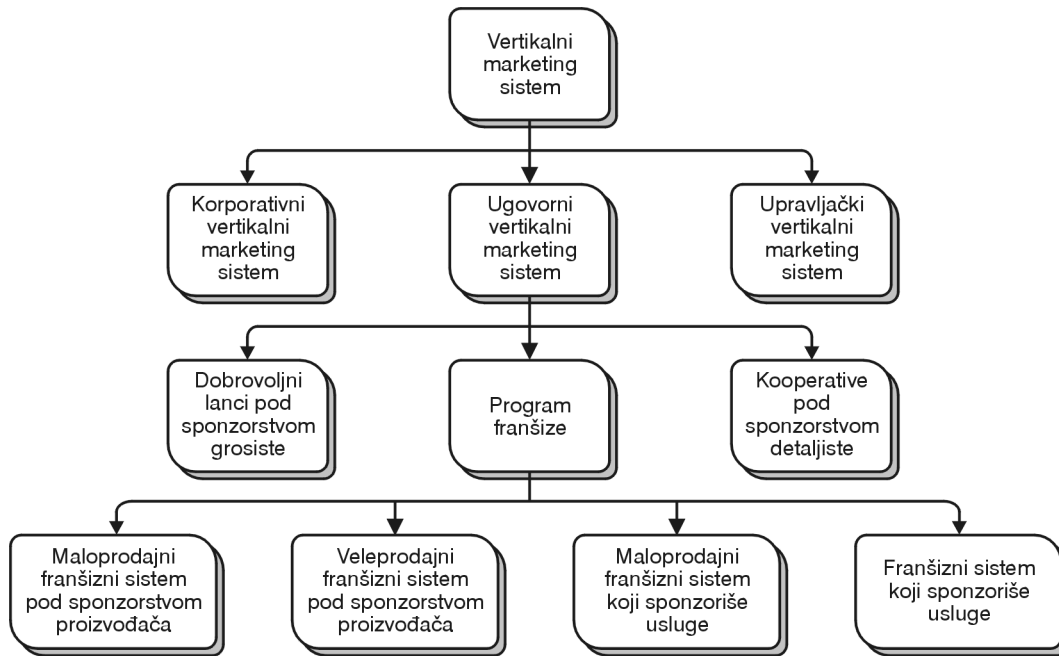 Vertikalni
marketing
sistem
Korporativni
vertikalni
marketing
sistem
Ugovorni
vertikalni
marketing
sistem
Upravljački
vertikalni
marketing
sistem
Dobrovoljni
lanci pod
sponzorstvom
grosiste
Program
franšize
Kooperative
pod
sponzorstvom
detaljiste
Maloprodajni
franšizni sistem
pod sponzorstvom
proizvođača
Veleprodajni
franšizni sistem
pod sponzorstvom
proizvođača
Maloprodajni
franšizni sistem
koji sponzoriše
usluge
Franšizni sistem
koji sponzoriše
usluge